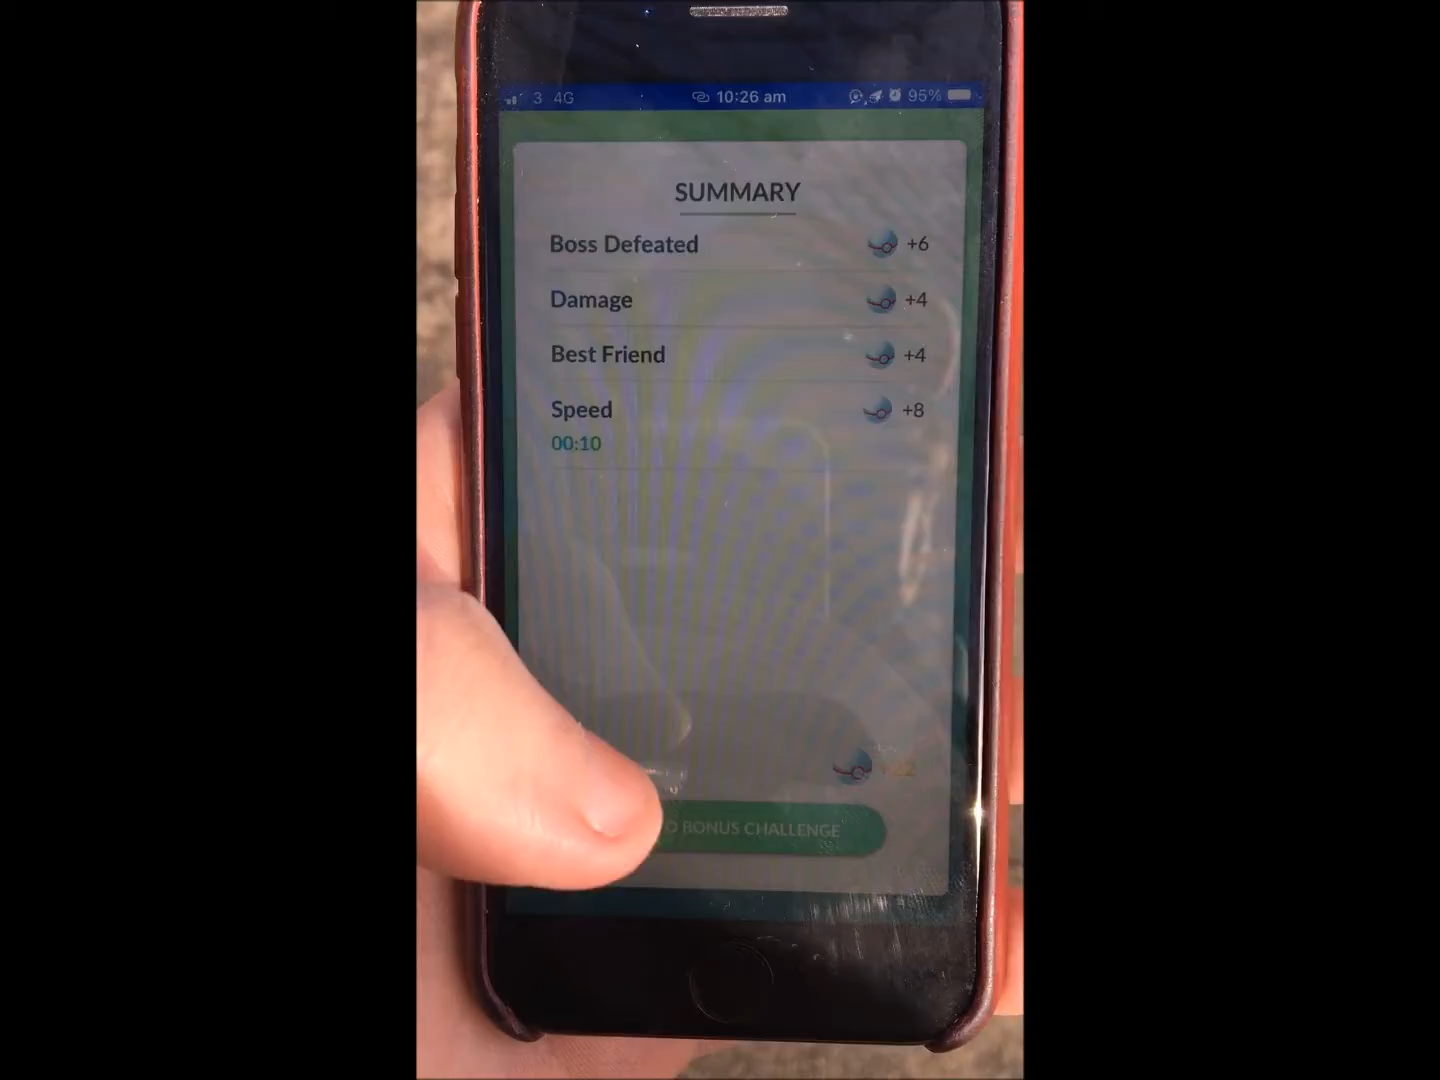 3 4G 10:26 am 95%
SUMMARY
Boss Defeated +6
Damage +4
Best Friend +4
Speed +8
00:10
+22
BONUS CHALLENGE